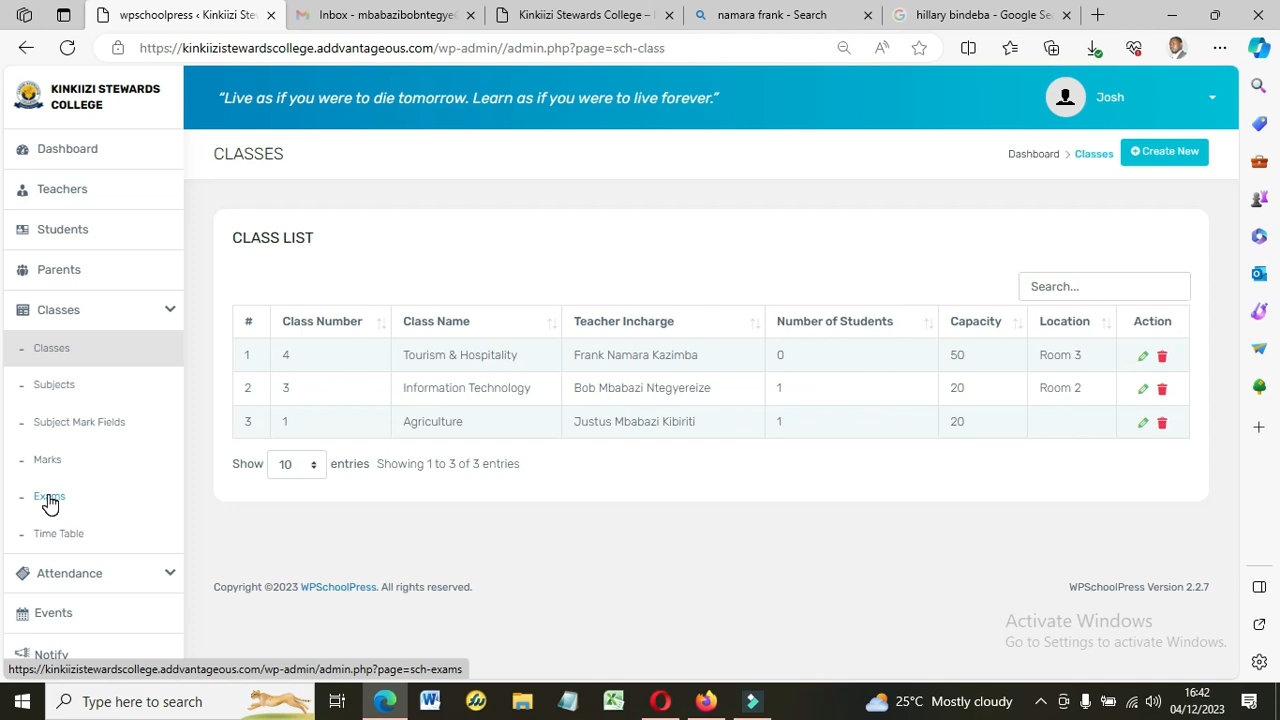 wpschoolpress ‹ Kinkiizi Ste
Inbox - mbabazibobntegye
Kinkiizi Stewards College –
namara frank - Search
hillary bindeba - Google Se
https://kinkiizistewardscollege.addvantageous.com/wp-admin//admin.php?page=sch-class
KINKIIZI STEWARDS
COLLEGE
“Live as if you were to die tomorrow. Learn as if you were to live forever.”
Josh
CLASSES
Dashboard > Classes
Create New
Dashboard
Teachers
Students
Parents
Classes
- Classes
- Subjects
- Subject Mark Fields
- Marks
- Exams
- Time Table
Attendance
Events
Notify
CLASS LIST
Search...
# Class Number Class Name Teacher Incharge Number of Students Capacity Location Action
1 4 Tourism & Hospitality Frank Namara Kazimba 0 50 Room 3
2 3 Information Technology Bob Mbabazi Ntegyereize 1 20 Room 2
3 1 Agriculture Justus Mbabazi Kibiriti 1 20
Show 10 entries Showing 1 to 3 of 3 entries
Copyright ©2023 WPSchoolPress. All rights reserved.
WPSchoolPress Version 2.2.7
Activate Windows
Go to Settings to activate Windows.
https://kinkiizistewardscollege.addvantageous.com/wp-admin/admin.php?page=sch-exams
Type here to search
25°C Mostly cloudy
16:42
04/12/2023